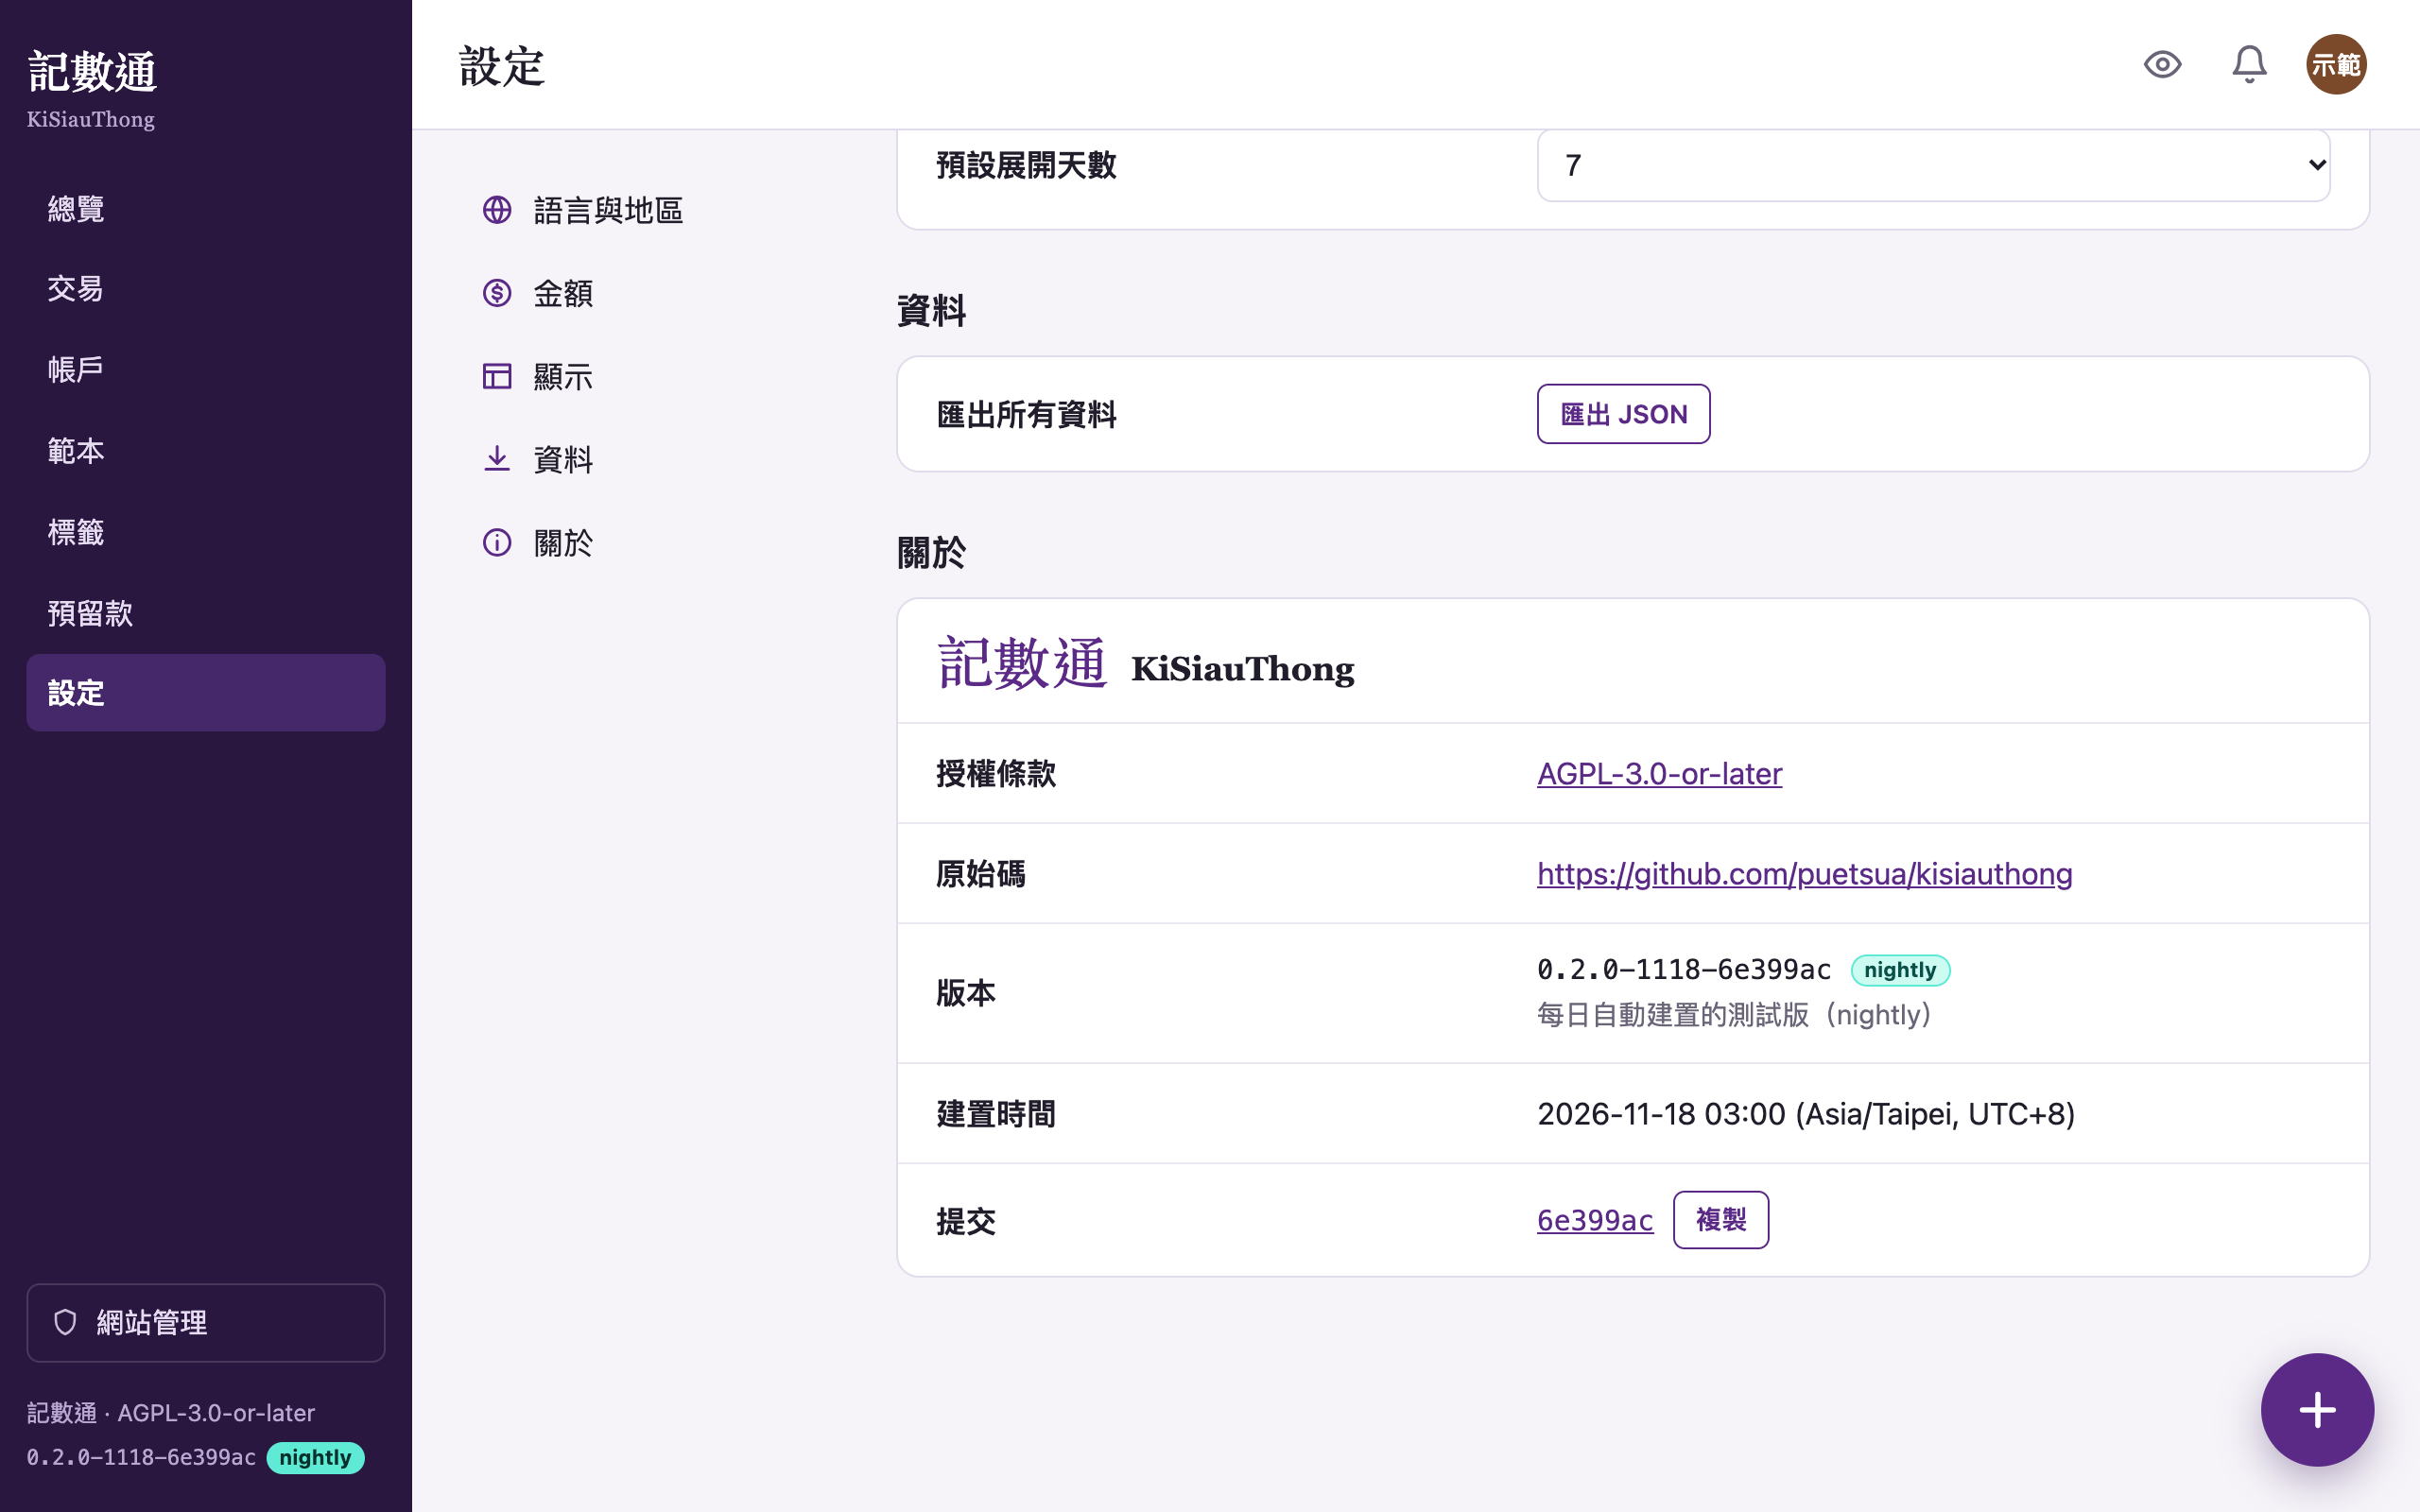 記數通
KiSiauThong
總覽
交易
帳戶
範本
標籤
預留款
設定
網站管理
記數通 · AGPL-3.0-or-later
0.2.0-1118-6e399ac nightly
設定
示範
語言與地區
金額
顯示
資料
關於
預設展開天數
7
資料
匯出所有資料
匯出 JSON
關於
記數通 KiSiauThong
授權條款
AGPL-3.0-or-later
原始碼
https://github.com/puetsua/kisiauthong
版本
0.2.0-1118-6e399ac nightly
每日自動建置的測試版（nightly）
建置時間
2026-11-18 03:00 (Asia/Taipei, UTC+8)
提交
6e399ac 複製